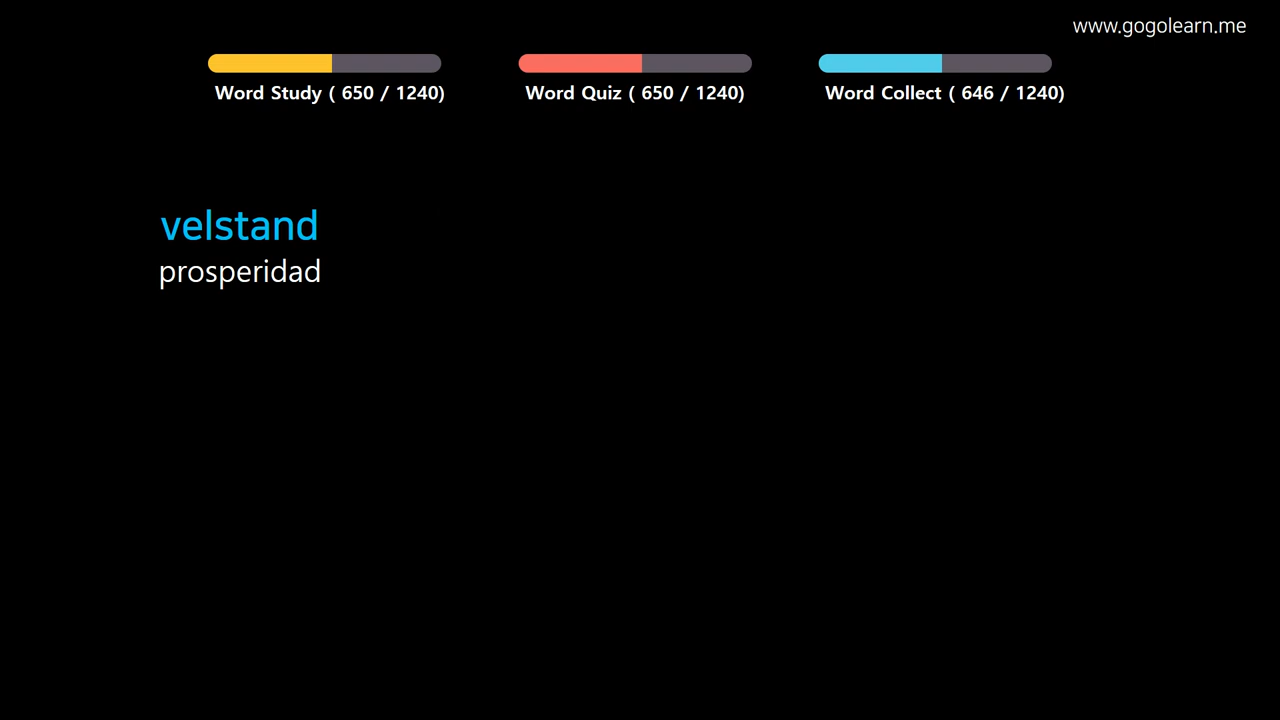 www.gogolearn.me
Word Study ( 650 / 1240)
Word Quiz ( 650 / 1240)
Word Collect ( 646 / 1240)
velstand
prosperidad